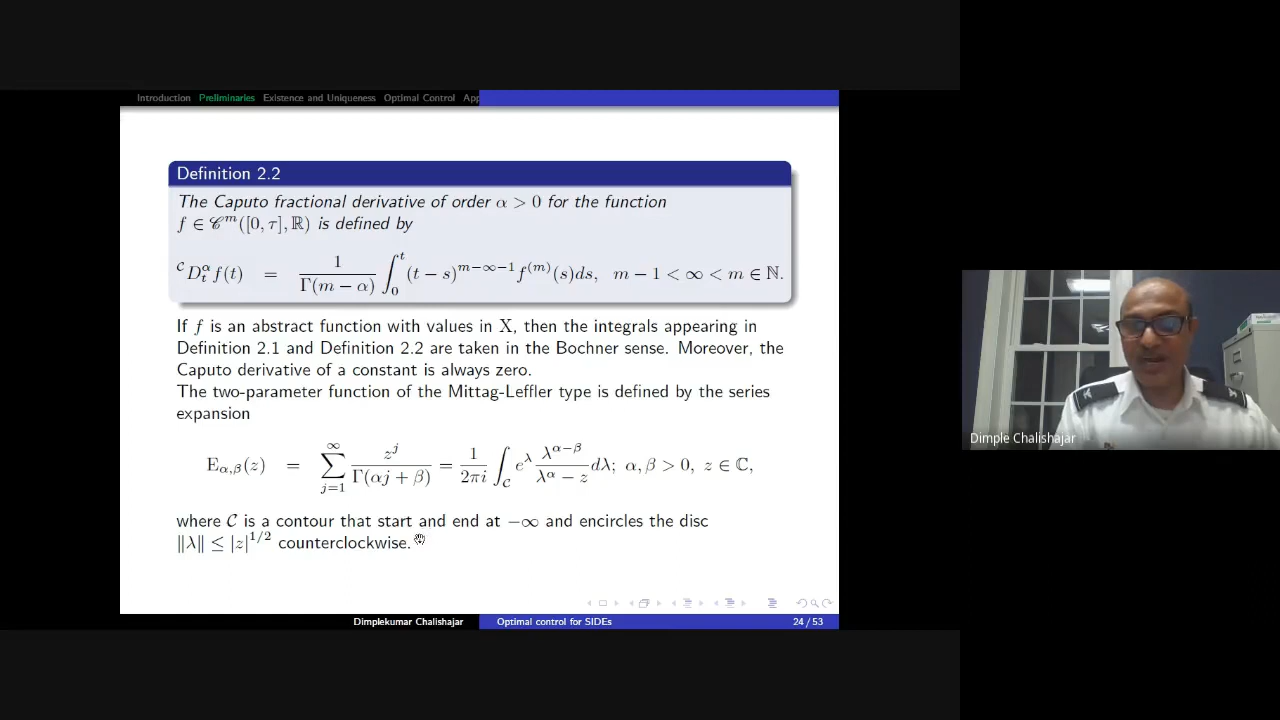 Introduction Preliminaries Existence and Uniqueness Optimal Control App
Definition 2.2
The Caputo fractional derivative of order α > 0 for the function
f ∈ 𝒞^m([0, τ], ℝ) is defined by
^C D_t^α f(t) = 1/Γ(m − α) ∫_0^t (t − s)^{m−∞−1} f^{(m)}(s)ds, m − 1 < ∞ < m ∈ ℕ.
If f is an abstract function with values in X, then the integrals appearing in
Definition 2.1 and Definition 2.2 are taken in the Bochner sense. Moreover, the
Caputo derivative of a constant is always zero.
The two-parameter function of the Mittag-Leffler type is defined by the series
expansion
E_{α,β}(z) = ∑_{j=1}^∞ z^j/Γ(αj + β) = 1/2πi ∫_C e^λ λ^{α−β}/λ^α − z dλ; α, β > 0, z ∈ ℂ,
where C is a contour that start and end at −∞ and encircles the disc
‖λ‖ ≤ |z|^{1/2} counterclockwise.
Dimplekumar Chalishajar Optimal control for SIDEs 24 / 53
Dimple Chalishajar